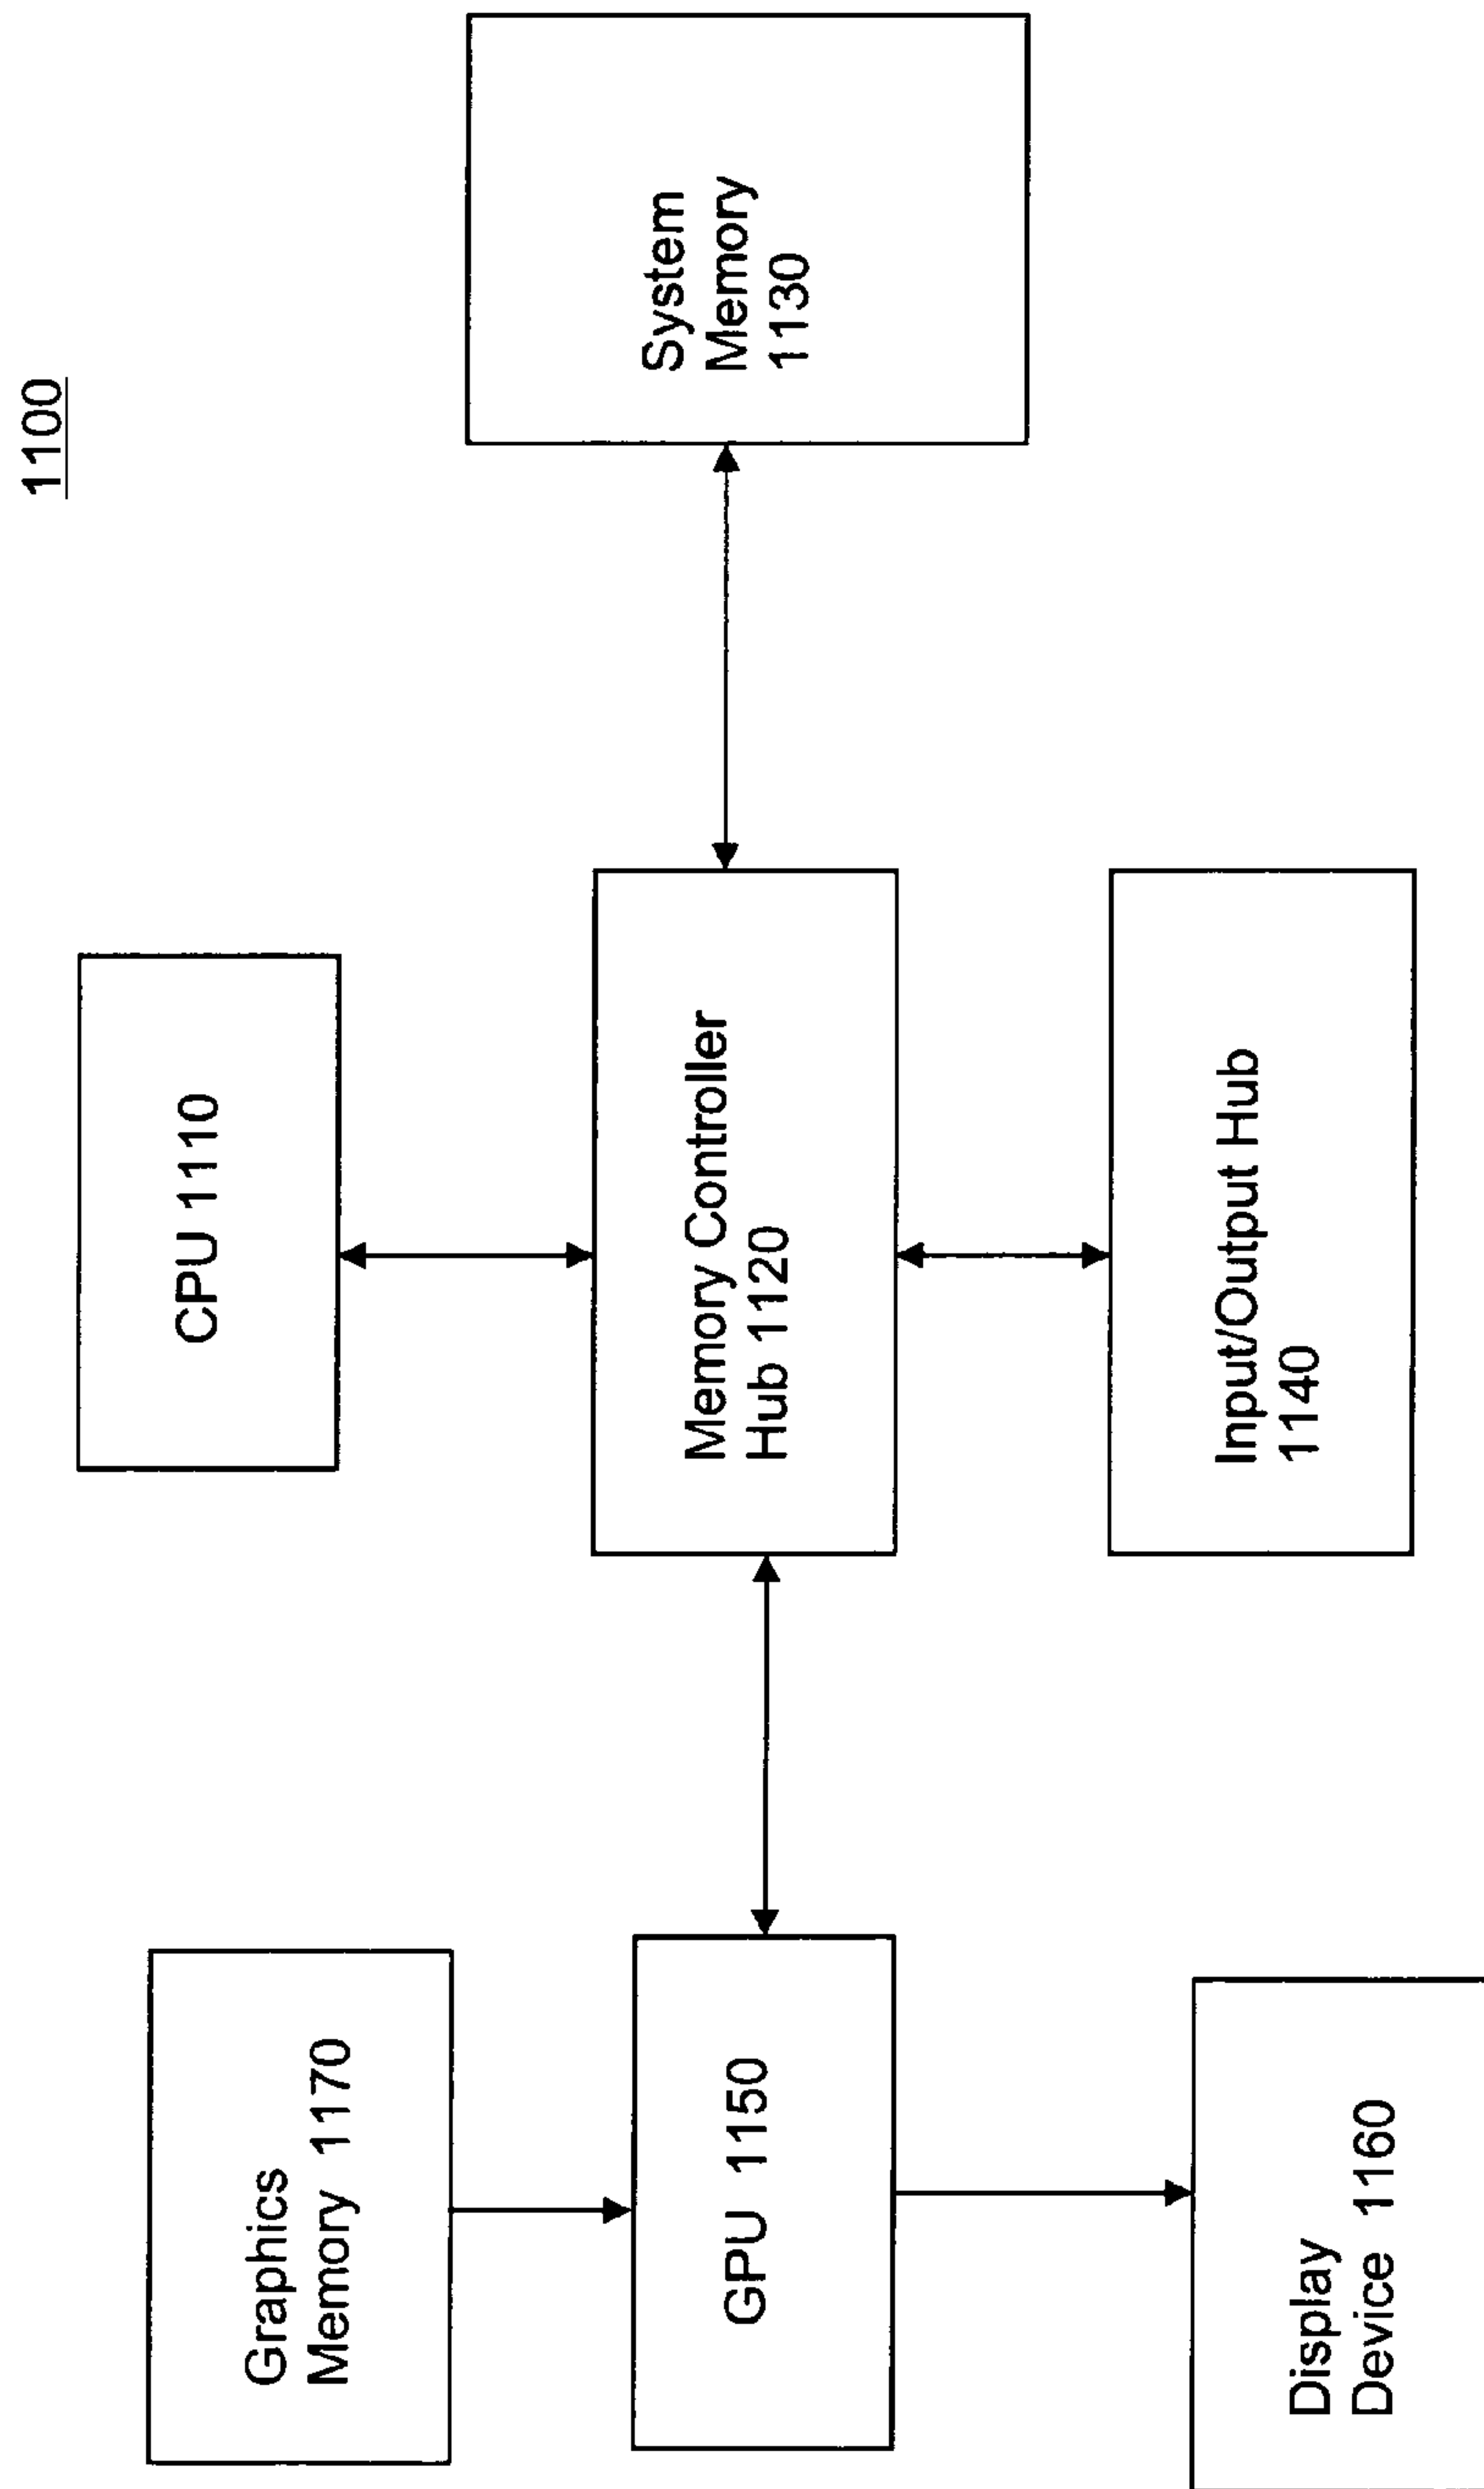 1100
Graphics
Memory 1170
CPU 1110
GPU 1150
Memory Controller
Hub 1120
System
Memory
1130
Display
Device 1160
Input/Output Hub
1140